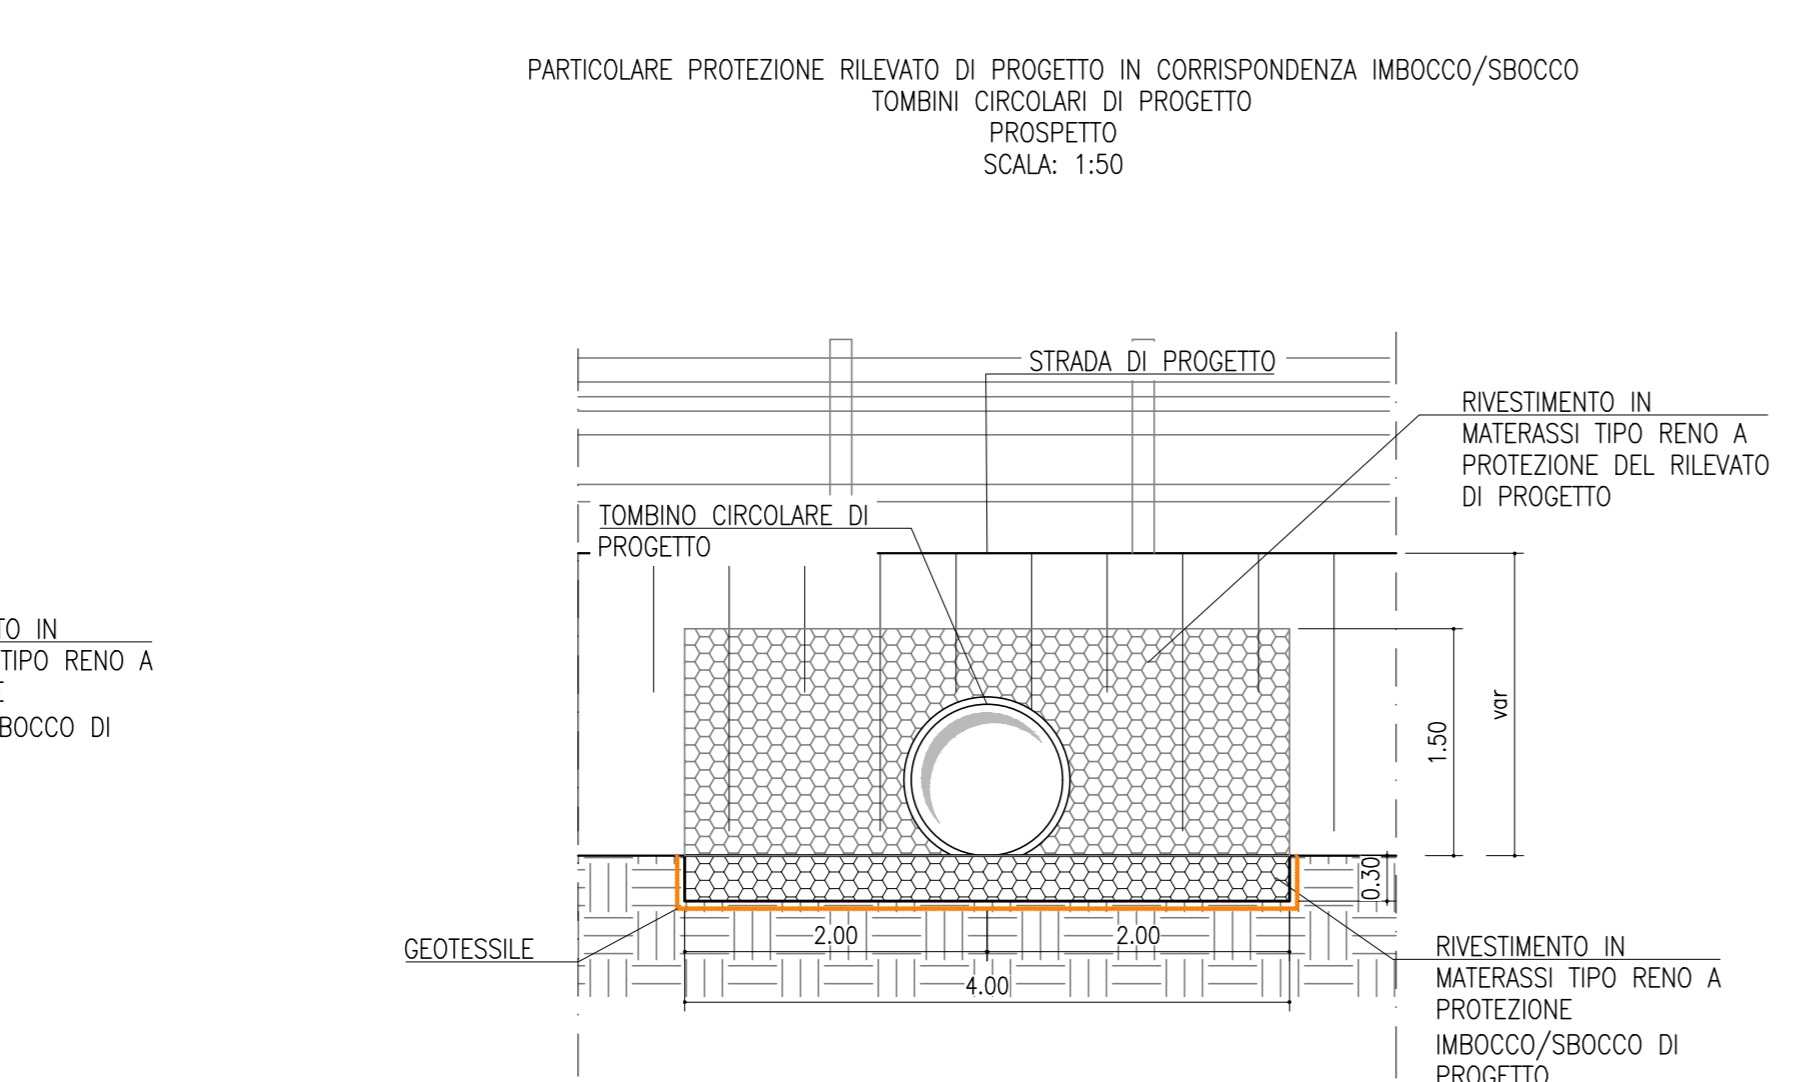 PARTICOLARE PROTEZIONE RILEVATO DI PROGETTO IN CORRISPONDENZA IMBOCCO/SBOCCO
TOMBINI CIRCOLARI DI PROGETTO
PROSPETTO
SCALA: 1:50
STRADA DI PROGETTO
RIVESTIMENTO IN
MATERASSI TIPO RENO A
PROTEZIONE DEL RILEVATO
DI PROGETTO
TOMBINO CIRCOLARE DI
PROGETTO
IN
TIPO RENO A
DI
var
1.50
0.30
2.00
2.00
4.00
GEOTESSILE
RIVESTIMENTO IN
MATERASSI TIPO RENO A
PROTEZIONE
IMBOCCO/SBOCCO DI
PROGETTO